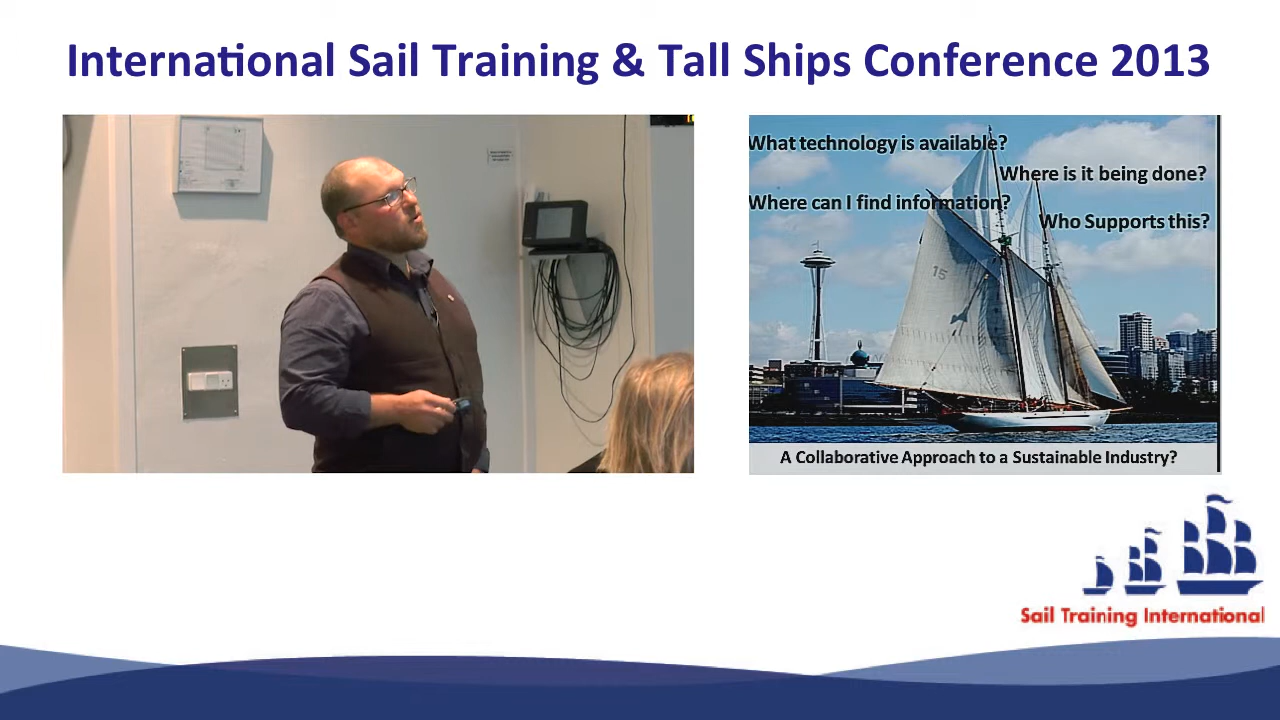 International Sail Training & Tall Ships Conference 2013
What technology is available?
Where is it being done?
Where can I find information?
Who Supports this?
15
A Collaborative Approach to a Sustainable Industry?
Sail Training International